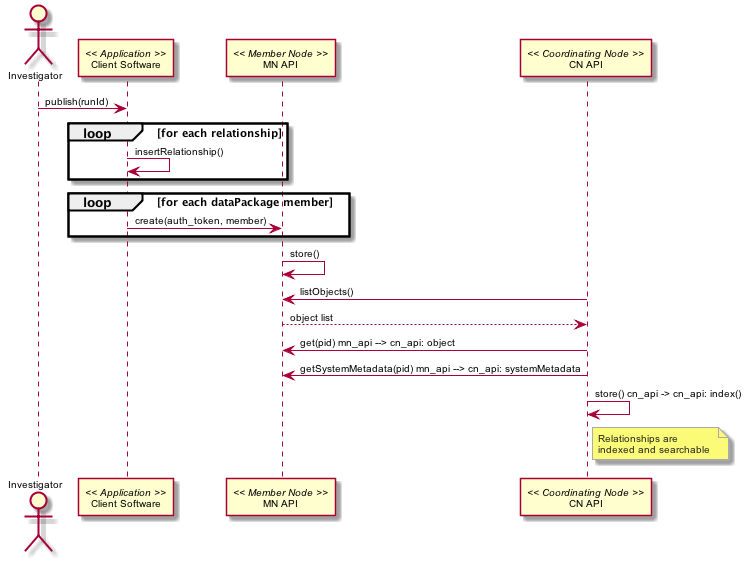 Investigator
<< Application >>
Client Software
<< Member Node >>
MN API
<< Coordinating Node >>
CN API
publish(runId)
loop [for each relationship]
insertRelationship()
loop [for each dataPackage member]
create(auth_token, member)
store()
listObjects()
object list
get(pid) mn_api --> cn_api: object
getSystemMetadata(pid) mn_api --> cn_api: systemMetadata
store() cn_api -> cn_api: index()
Relationships are
indexed and searchable
Investigator
<< Application >>
Client Software
<< Member Node >>
MN API
<< Coordinating Node >>
CN API